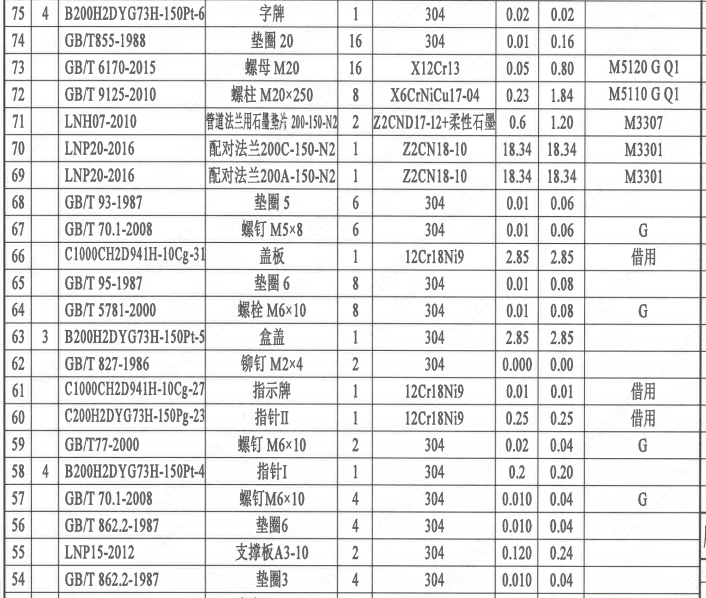 75 4 B200H2DYG73H-150Pt-6 字牌 1 304 0.02 0.02
74 GB/T855-1988 垫圈 20 16 304 0.01 0.16
73 GB/T 6170-2015 螺母 M20 16 X12Cr13 0.05 0.80 M5120 G Q1
72 GB/T 9125-2010 螺柱 M20×250 8 X6CrNiCu17-04 0.23 1.84 M5110 G Q1
71 LNH07-2010 管道法兰用石墨垫片 200-150-N2 2 Z2CND17-12+柔性石墨 0.6 1.20 M3307
70 LNP20-2016 配对法兰200C-150-N2 1 Z2CN18-10 18.34 18.34 M3301
69 LNP20-2016 配对法兰200A-150-N2 1 Z2CN18-10 18.34 18.34 M3301
68 GB/T 93-1987 垫圈 5 6 304 0.01 0.06
67 GB/T 70.1-2008 螺钉 M5×8 6 304 0.01 0.06 G
66 C1000CH2D941H-10Cg-31 盖板 1 12Cr18Ni9 2.85 2.85 借用
65 GB/T 95-1987 垫圈 6 8 304 0.01 0.08
64 GB/T 5781-2000 螺栓 M6×10 8 304 0.01 0.08 G
63 3 B200H2DYG73H-150Pt-5 盒盖 1 304 2.85 2.85
62 GB/T 827-1986 铆钉 M2×4 2 304 0.000 0.00
61 C1000CH2D941H-10Cg-27 指示牌 1 12Cr18Ni9 0.01 0.01 借用
60 C200H2DYG73H-150Pg-23 指针Ⅱ 1 12Cr18Ni9 0.25 0.25 借用
59 GB/T77-2000 螺钉 M6×10 2 304 0.02 0.04 G
58 4 B200H2DYG73H-150Pt-4 指针Ⅰ 1 304 0.2 0.20
57 GB/T 70.1-2008 螺钉M6×10 4 304 0.010 0.04 G
56 GB/T 862.2-1987 垫圈6 4 304 0.010 0.04
55 LNP15-2012 支撑板A3-10 2 304 0.120 0.24
54 GB/T 862.2-1987 垫圈3 4 304 0.010 0.04